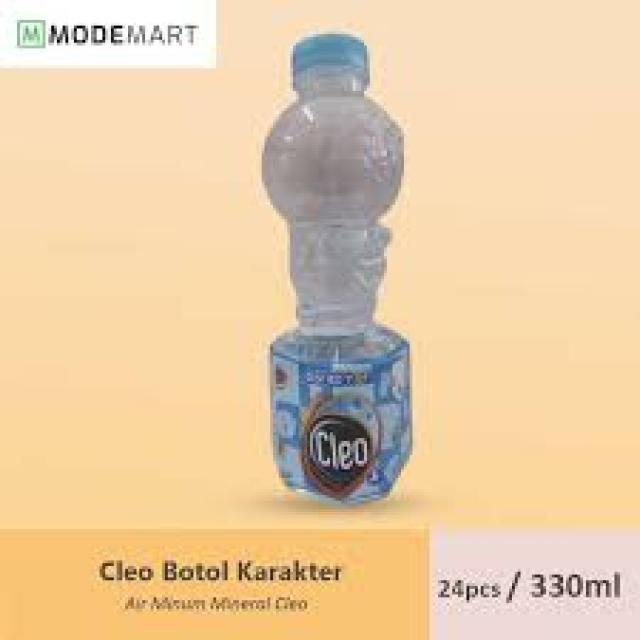 M MODEMART
Cleo
Cleo Botol Karakter
Air Minum Mineral Cleo
24pcs / 330ml